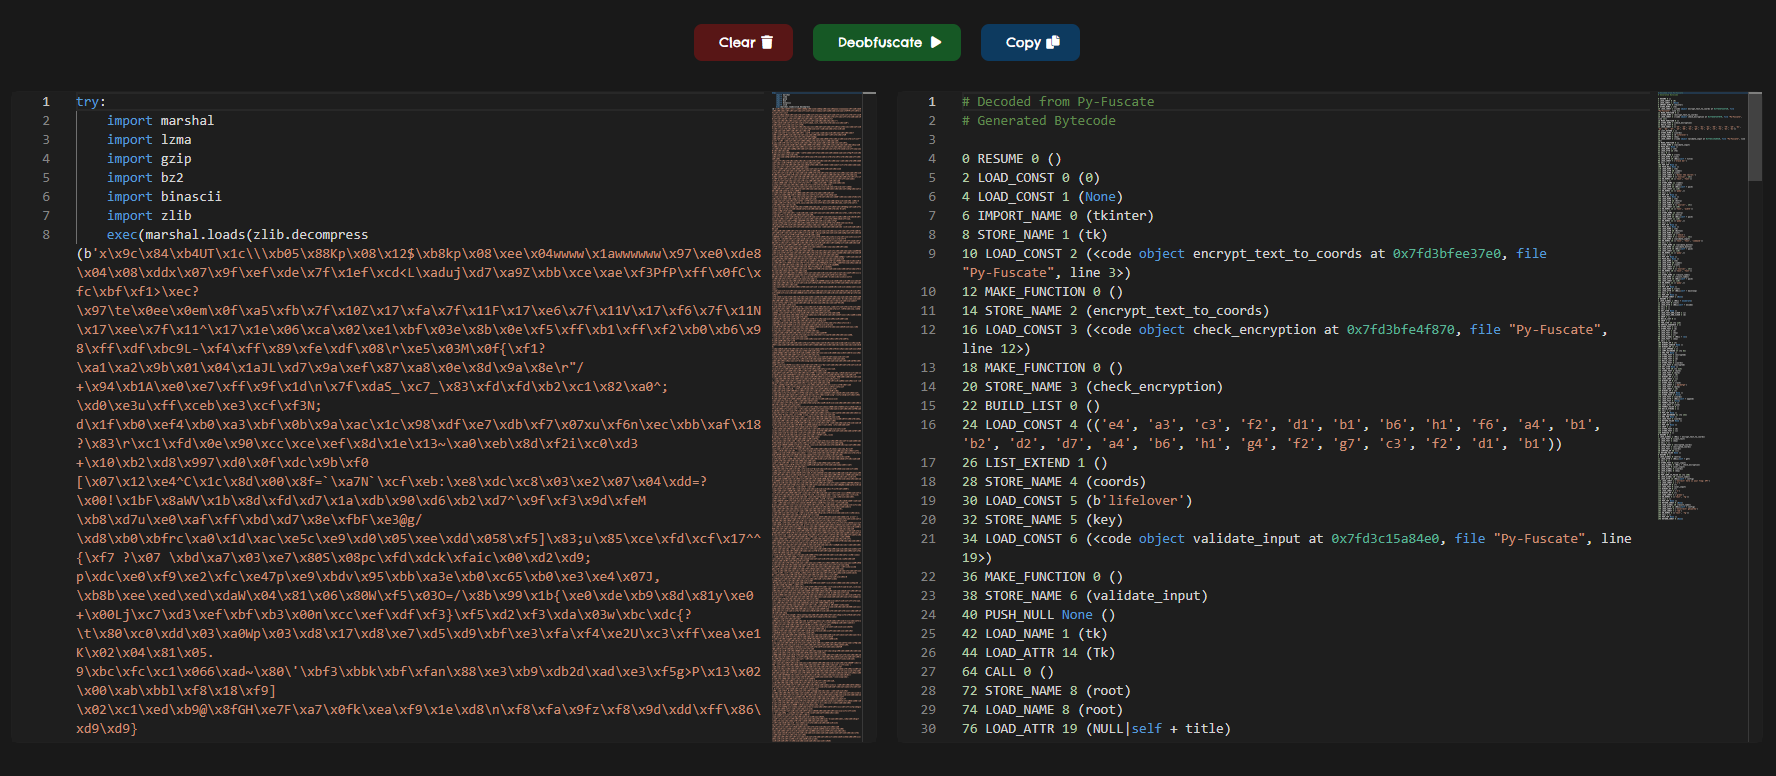 Clear
Deobfuscate
Copy
1 try:
2 import marshal
3 import lzma
4 import gzip
5 import bz2
6 import binascii
7 import zlib
8 exec(marshal.loads(zlib.decompress
(b'x\x9c\x84\xb4UT\x1c\\\xb05\x88Kp\x08\x12$\xb8kp\x08\xee\x04wwww\x1awwwwww\x97\xe0\xde8
\x04\x08\xddx\x07\x9f\xef\xde\x7f\x1ef\xcd<L\xaduj\xd7\xa9Z\xbb\xce\xae\xf3PfP\xff\x0fC\x
fc\xbf\xf1>\xec?
\x97\te\x0ee\x0em\x0f\xa5\xfb\x7f\x10Z\x17\xfa\x7f\x11F\x17\xe6\x7f\x11V\x17\xf6\x7f\x11N
\x17\xee\x7f\x11^\x17\x1e\x06\xca\x02\xe1\xbf\x03e\x8b\x0e\xf5\xff\xb1\xff\xf2\xb0\xb6\x9
8\xff\xdf\xbc9L-\xf4\xff\x89\xfe\xdf\x08\r\xe5\x03M\x0f{\xf1?
\xa1\xa2\x9b\x01\x04\x1aJL\xd7\x9a\xef\x87\xa8\x0e\x8d\x9a\x8e\r"/
+\x94\xb1A\xe0\xe7\xff\x9f\x1d\n\x7f\xdaS_\xc7_\x83\xfd\xfd\xb2\xc1\x82\xa0^;
\xd0\xe3u\xff\xceb\xe3\xcf\xf3N;
d\x1f\xb0\xef4\xb0\xa3\xbf\x0b\x9a\xac\x1c\x98\xdf\xe7\xdb\xf7\x07xu\xf6n\xec\xbb\xaf\x18
?\x83\r\xc1\xfd\x0e\x90\xcc\xce\xef\x8d\x1e\x13~\xa0\xeb\x8d\xf2i\xc0\xd3
+\x10\xb2\xd8\x997\xd0\x0f\xdc\x9b\xf0
[\x07\x12\xe4^C\x1c\x8d\x00\x8f=`\xa7N`\xcf\xeb:\xe8\xdc\xc8\x03\xe2\x07\x04\xdd=?
\x00!\x1bF\x8aWV\x1b\x8d\xfd\xd7\x1a\xdb\x90\xd6\xb2\xd7^\x9f\xf3\x9d\xfeM
\xb8\xd7u\xe0\xaf\xff\xbd\xd7\x8e\xfbF\xe3@g/
\xd8\xb0\xbfrc\xa0\x1d\xac\xe5c\xe9\xd0\x05\xee\xdd\x058\xf5]\x83;u\x85\xce\xfd\xcf\x17^^
{\xf7 ?\x07 \xbd\xa7\x03\xe7\x80S\x08pc\xfd\xdck\xfaic\x00\xd2\xd9;
p\xdc\xe0\xf9\xe2\xfc\xe47p\xe9\xbdv\x95\xbb\xa3e\xb0\xc65\xb0\xe3\xe4\x07J,
\xb8b\xee\xed\xed\xdaW\x04\x81\x06\x80W\xf5\x03O=/\x8b\x99\x1b{\xe0\xde\xb9\x8d\x81y\xe0
+\x00Lj\xc7\xd3\xef\xbf\xb3\x00n\xcc\xef\xdf\xf3}\xf5\xd2\xf3\xda\x03w\xbc\xdc{?
\t\x80\xc0\xdd\x03\xa0Wp\x03\xd8\x17\xd8\xe7\xd5\xd9\xbf\xe3\xfa\xf4\xe2U\xc3\xff\xea\xe1
K\x02\x04\x81\x05.
9\xbc\xfc\xc1\x066\xad~\x80\'\xbf3\xbbk\xbf\xfan\x88\xe3\xb9\xdb2d\xad\xe3\xf5g>P\x13\x02
\x00\xab\xbbl\xf8\x18\xf9]
\x02\xc1\xed\xb9@\x8fGH\xe7F\xa7\x0fk\xea\xf9\x1e\xd8\n\xf8\xfa\x9fz\xf8\x9d\xdd\xff\x86\
xd9\xd9}
1 # Decoded from Py-Fuscate
2 # Generated Bytecode
3
4 0 RESUME 0 ()
5 2 LOAD_CONST 0 (0)
6 4 LOAD_CONST 1 (None)
7 6 IMPORT_NAME 0 (tkinter)
8 8 STORE_NAME 1 (tk)
9 10 LOAD_CONST 2 (<code object encrypt_text_to_coords at 0x7fd3bfee37e0, file
"Py-Fuscate", line 3>)
10 12 MAKE_FUNCTION 0 ()
11 14 STORE_NAME 2 (encrypt_text_to_coords)
12 16 LOAD_CONST 3 (<code object check_encryption at 0x7fd3bfe4f870, file "Py-Fuscate",
line 12>)
13 18 MAKE_FUNCTION 0 ()
14 20 STORE_NAME 3 (check_encryption)
15 22 BUILD_LIST 0 ()
16 24 LOAD_CONST 4 (('e4', 'a3', 'c3', 'f2', 'd1', 'b1', 'b6', 'h1', 'f6', 'a4', 'b1',
'b2', 'd2', 'd7', 'a4', 'b6', 'h1', 'g4', 'f2', 'g7', 'c3', 'f2', 'd1', 'b1'))
17 26 LIST_EXTEND 1 ()
18 28 STORE_NAME 4 (coords)
19 30 LOAD_CONST 5 (b'lifelover')
20 32 STORE_NAME 5 (key)
21 34 LOAD_CONST 6 (<code object validate_input at 0x7fd3c15a84e0, file "Py-Fuscate", line
19>)
22 36 MAKE_FUNCTION 0 ()
23 38 STORE_NAME 6 (validate_input)
24 40 PUSH_NULL None ()
25 42 LOAD_NAME 1 (tk)
26 44 LOAD_ATTR 14 (Tk)
27 64 CALL 0 ()
28 72 STORE_NAME 8 (root)
29 74 LOAD_NAME 8 (root)
30 76 LOAD_ATTR 19 (NULL|self + title)